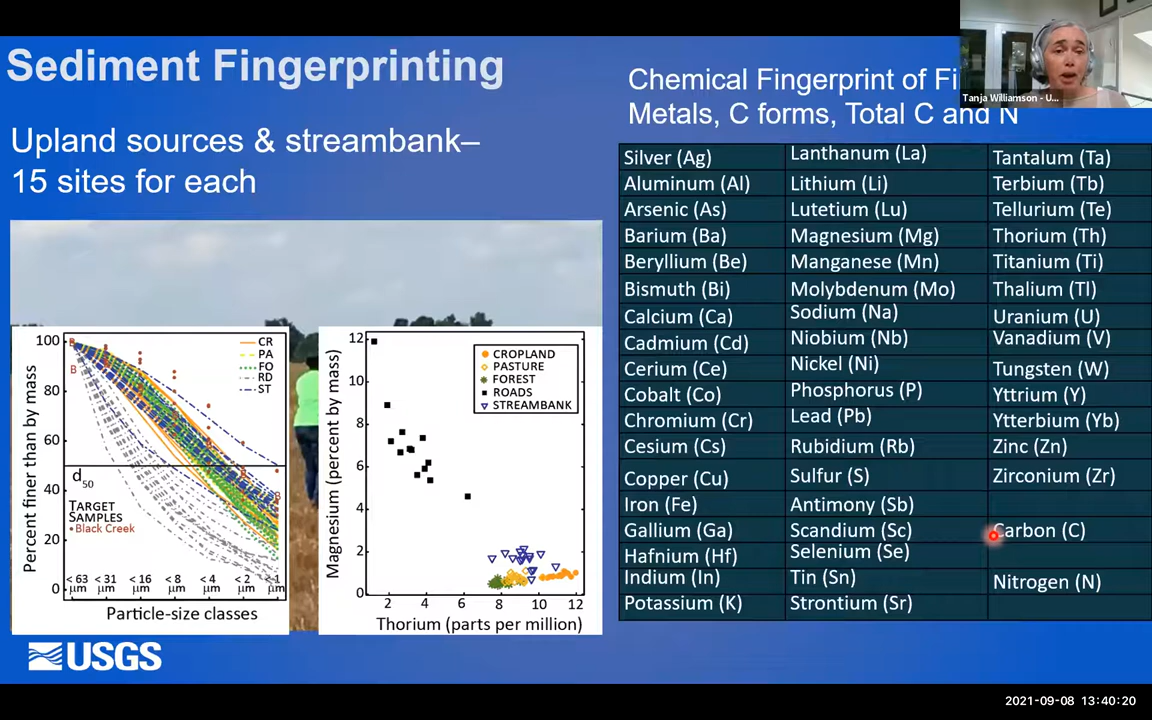 Sediment Fingerprinting
Upland sources & streambank–
15 sites for each
Chemical Fingerprint of
Metals, C forms, Total C and N
Tanja Williamson - U...
Silver (Ag)
Aluminum (Al)
Arsenic (As)
Barium (Ba)
Beryllium (Be)
Bismuth (Bi)
Calcium (Ca)
Cadmium (Cd)
Cerium (Ce)
Cobalt (Co)
Chromium (Cr)
Cesium (Cs)
Copper (Cu)
Iron (Fe)
Gallium (Ga)
Hafnium (Hf)
Indium (In)
Potassium (K)
Lanthanum (La)
Lithium (Li)
Lutetium (Lu)
Magnesium (Mg)
Manganese (Mn)
Molybdenum (Mo)
Sodium (Na)
Niobium (Nb)
Nickel (Ni)
Phosphorus (P)
Lead (Pb)
Rubidium (Rb)
Sulfur (S)
Antimony (Sb)
Scandium (Sc)
Selenium (Se)
Tin (Sn)
Strontium (Sr)
Tantalum (Ta)
Terbium (Tb)
Tellurium (Te)
Thorium (Th)
Titanium (Ti)
Thalium (Tl)
Uranium (U)
Vanadium (V)
Tungsten (W)
Yttrium (Y)
Ytterbium (Yb)
Zinc (Zn)
Zirconium (Zr)
Carbon (C)
Nitrogen (N)
Percent finer than by mass
100
80
60
40
20
0
B
B
CR
PA
FO
RD
ST
d50
TARGET
SAMPLES
Black Creek
< 63 < 31 < 16 < 8 < 4 < 2 < 1
μm μm μm μm μm μm μm
Particle-size classes
Magnesium (percent by mass)
12
10
8
6
4
2
0
CROPLAND
PASTURE
FOREST
ROADS
STREAMBANK
2 4 6 8 10 12
Thorium (parts per million)
USGS
2021-09-08 13:40:20